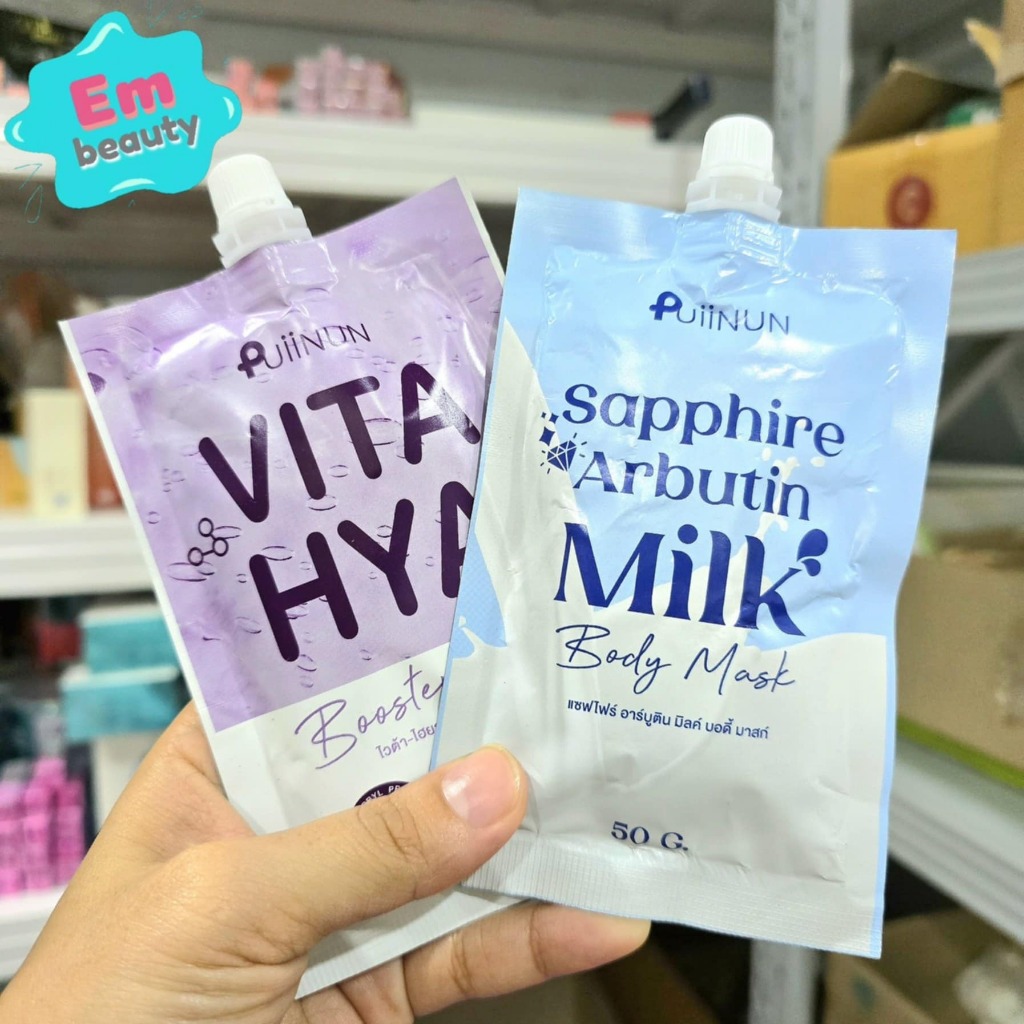 Em
beauty
PuiiNUN
VITA
HYA
Booster
ไวต้า-ไฮยา
PuiiNUN
Sapphire
Arbutin
Milk
Body Mask
แซฟไฟร์ อาร์บูติน มิลค์ บอดี้ มาสก์
50 G.